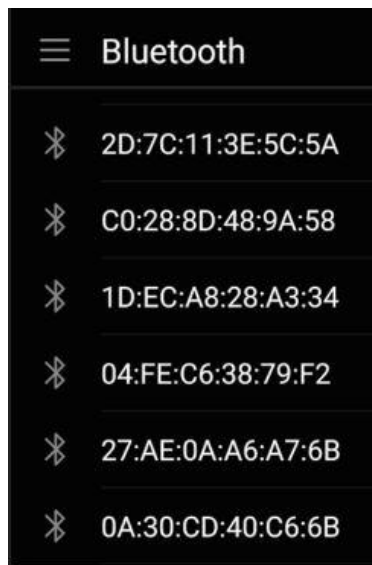 Bluetooth
2D:7C:11:3E:5C:5A
C0:28:8D:48:9A:58
1D:EC:A8:28:A3:34
04:FE:C6:38:79:F2
27:AE:0A:A6:A7:6B
0A:30:CD:40:C6:6B